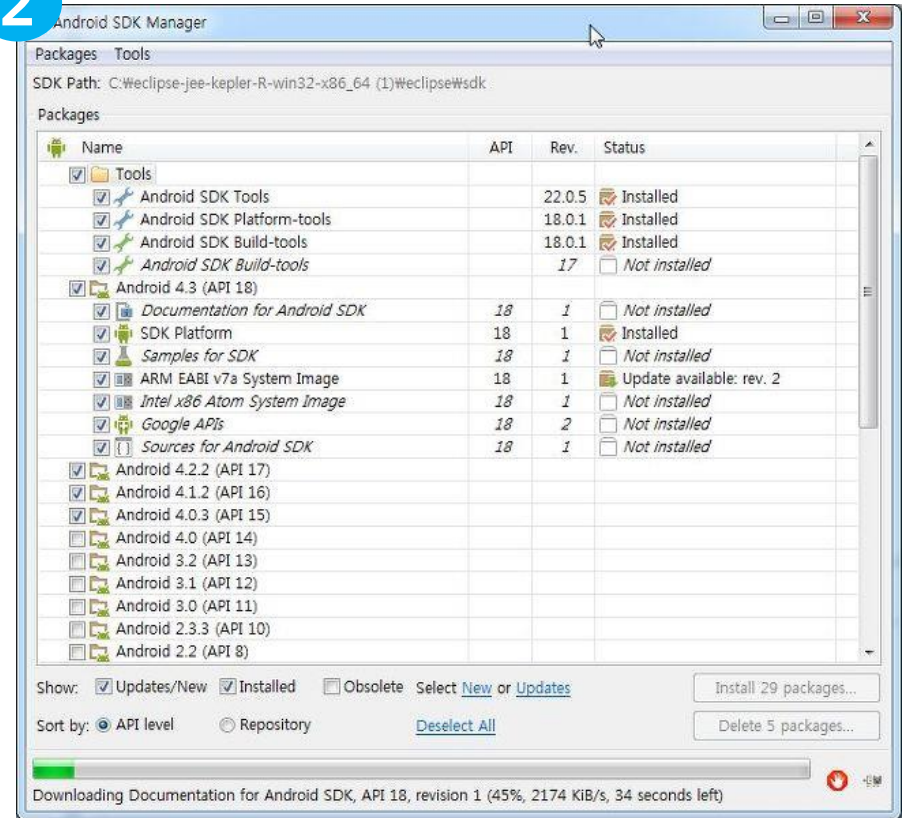 2
Android SDK Manager
Packages Tools
SDK Path: C:₩eclipse-jee-kepler-R-win32-x86_64 (1)₩eclipse₩sdk
Packages
Name API Rev. Status
Tools
Android SDK Tools 22.0.5 Installed
Android SDK Platform-tools 18.0.1 Installed
Android SDK Build-tools 18.0.1 Installed
Android SDK Build-tools 17 Not installed
Android 4.3 (API 18)
Documentation for Android SDK 18 1 Not installed
SDK Platform 18 1 Installed
Samples for SDK 18 1 Not installed
ARM EABI v7a System Image 18 1 Update available: rev. 2
Intel x86 Atom System Image 18 1 Not installed
Google APIs 18 2 Not installed
{} Sources for Android SDK 18 1 Not installed
Android 4.2.2 (API 17)
Android 4.1.2 (API 16)
Android 4.0.3 (API 15)
Android 4.0 (API 14)
Android 3.2 (API 13)
Android 3.1 (API 12)
Android 3.0 (API 11)
Android 2.3.3 (API 10)
Android 2.2 (API 8)
Show: Updates/New Installed Obsolete Select New or Updates Install 29 packages...
Sort by: API level Repository Deselect All Delete 5 packages...
Downloading Documentation for Android SDK, API 18, revision 1 (45%, 2174 KiB/s, 34 seconds left)